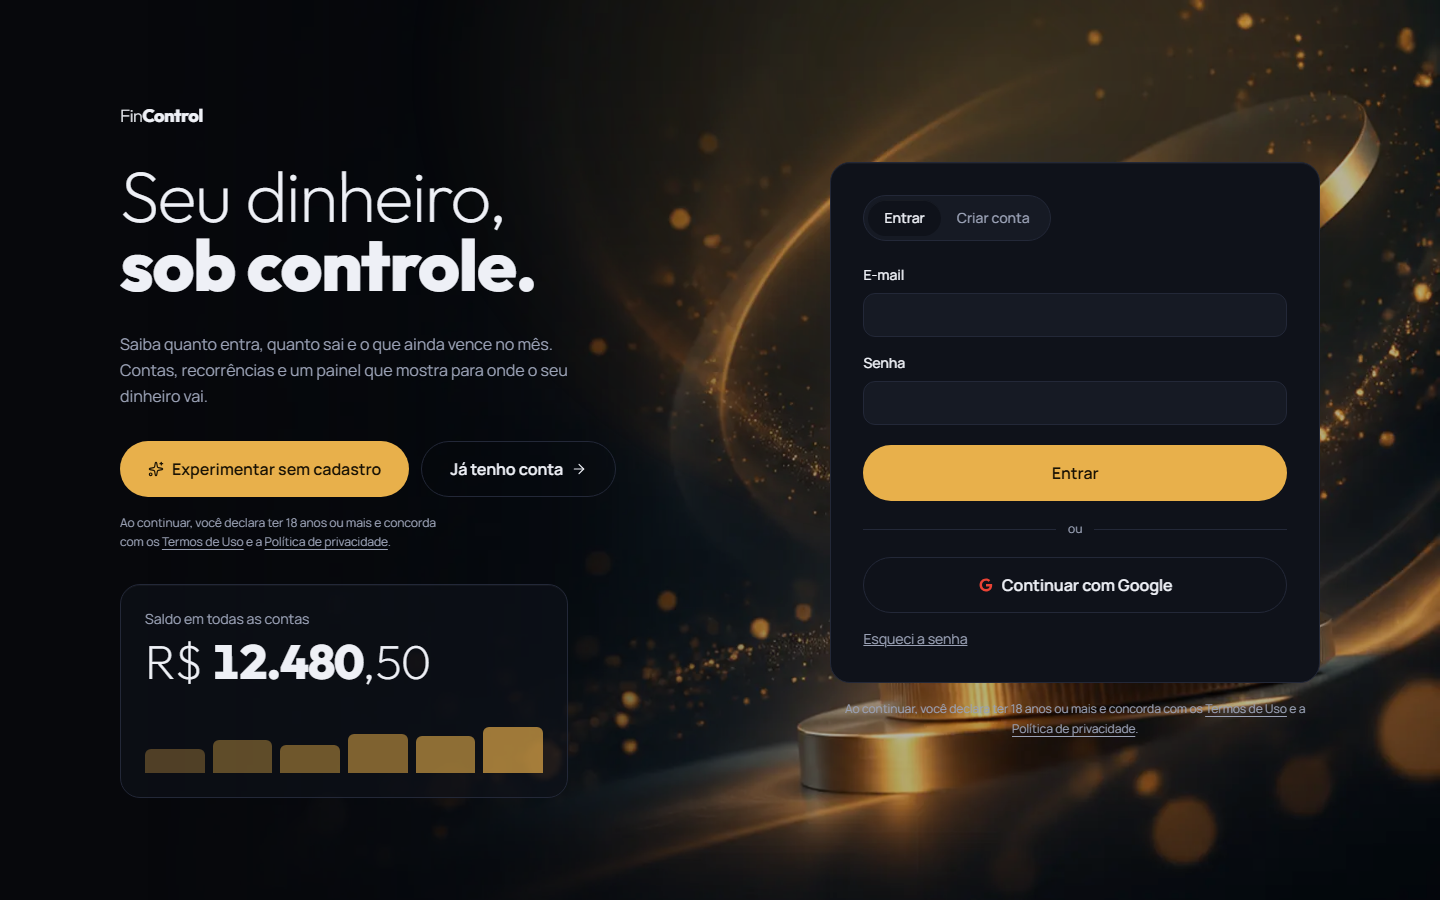 FinControl
Seu dinheiro,
sob controle.
Saiba quanto entra, quanto sai e o que ainda vence no mês.
Contas, recorrências e um painel que mostra para onde o seu
dinheiro vai.
Experimentar sem cadastro
Já tenho conta →
Ao continuar, você declara ter 18 anos ou mais e concorda
com os Termos de Uso e a Política de privacidade.
Saldo em todas as contas
R$ 12.480,50
Entrar
Criar conta
E-mail
Senha
Entrar
ou
Continuar com Google
Esqueci a senha
Ao continuar, você declara ter 18 anos ou mais e concorda com os Termos de Uso e a
Política de privacidade.